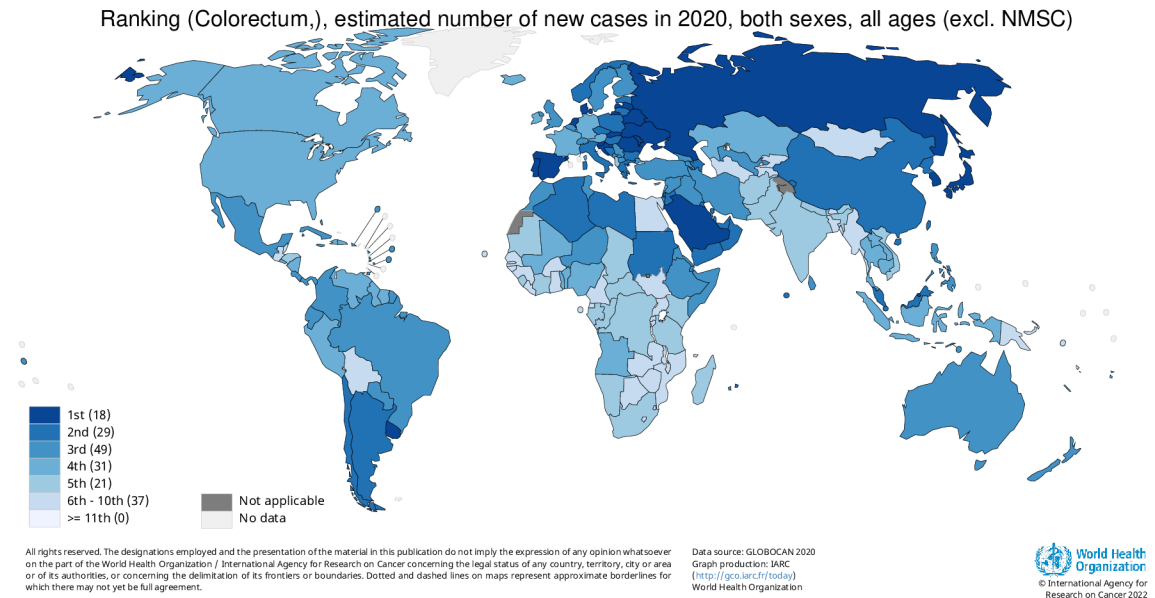 Ranking (Colorectum,), estimated number of new cases in 2020, both sexes, all ages (excl. NMSC)
1st (18)
2nd (29)
3rd (49)
4th (31)
5th (21)
6th - 10th (37)
>= 11th (0)
Not applicable
No data
All rights reserved. The designations employed and the presentation of the material in this publication do not imply the expression of any opinion whatsoever
on the part of the World Health Organization / International Agency for Research on Cancer concerning the legal status of any country, territory, city or area
or of its authorities, or concerning the delimitation of its frontiers or boundaries. Dotted and dashed lines on maps represent approximate borderlines for
which there may not yet be full agreement.
Data source: GLOBOCAN 2020
Graph production: IARC
(http://gco.iarc.fr/today)
World Health Organization
World Health
Organization
© International Agency for
Research on Cancer 2022